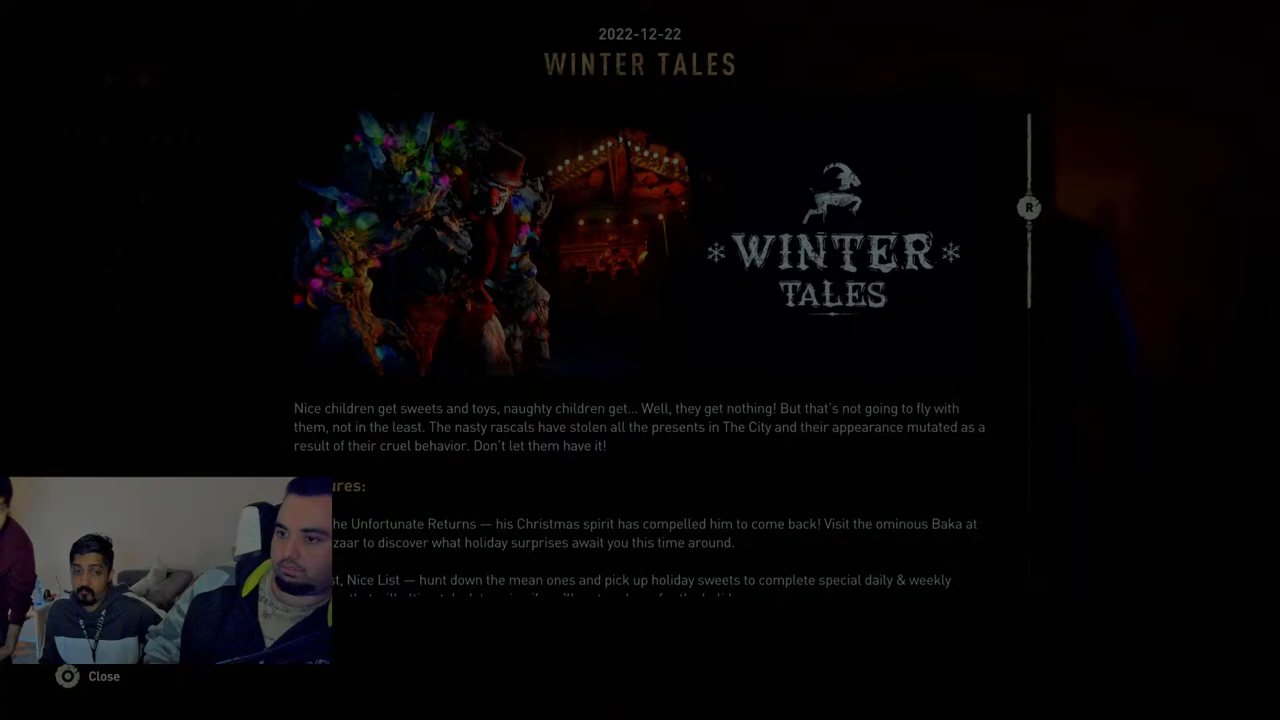 2022-12-22
WINTER TALES
WINTER
TALES
R
Nice children get sweets and toys, naughty children get... Well, they get nothing! But that's not going to fly with
them, not in the least. The nasty rascals have stolen all the presents in The City and their appearance mutated as a
result of their cruel behavior. Don't let them have it!
ures:
he Unfortunate Returns — his Christmas spirit has compelled him to come back! Visit the ominous Baka at
zaar to discover what holiday surprises await you this time around.
st, Nice List — hunt down the mean ones and pick up holiday sweets to complete special daily & weekly
Close